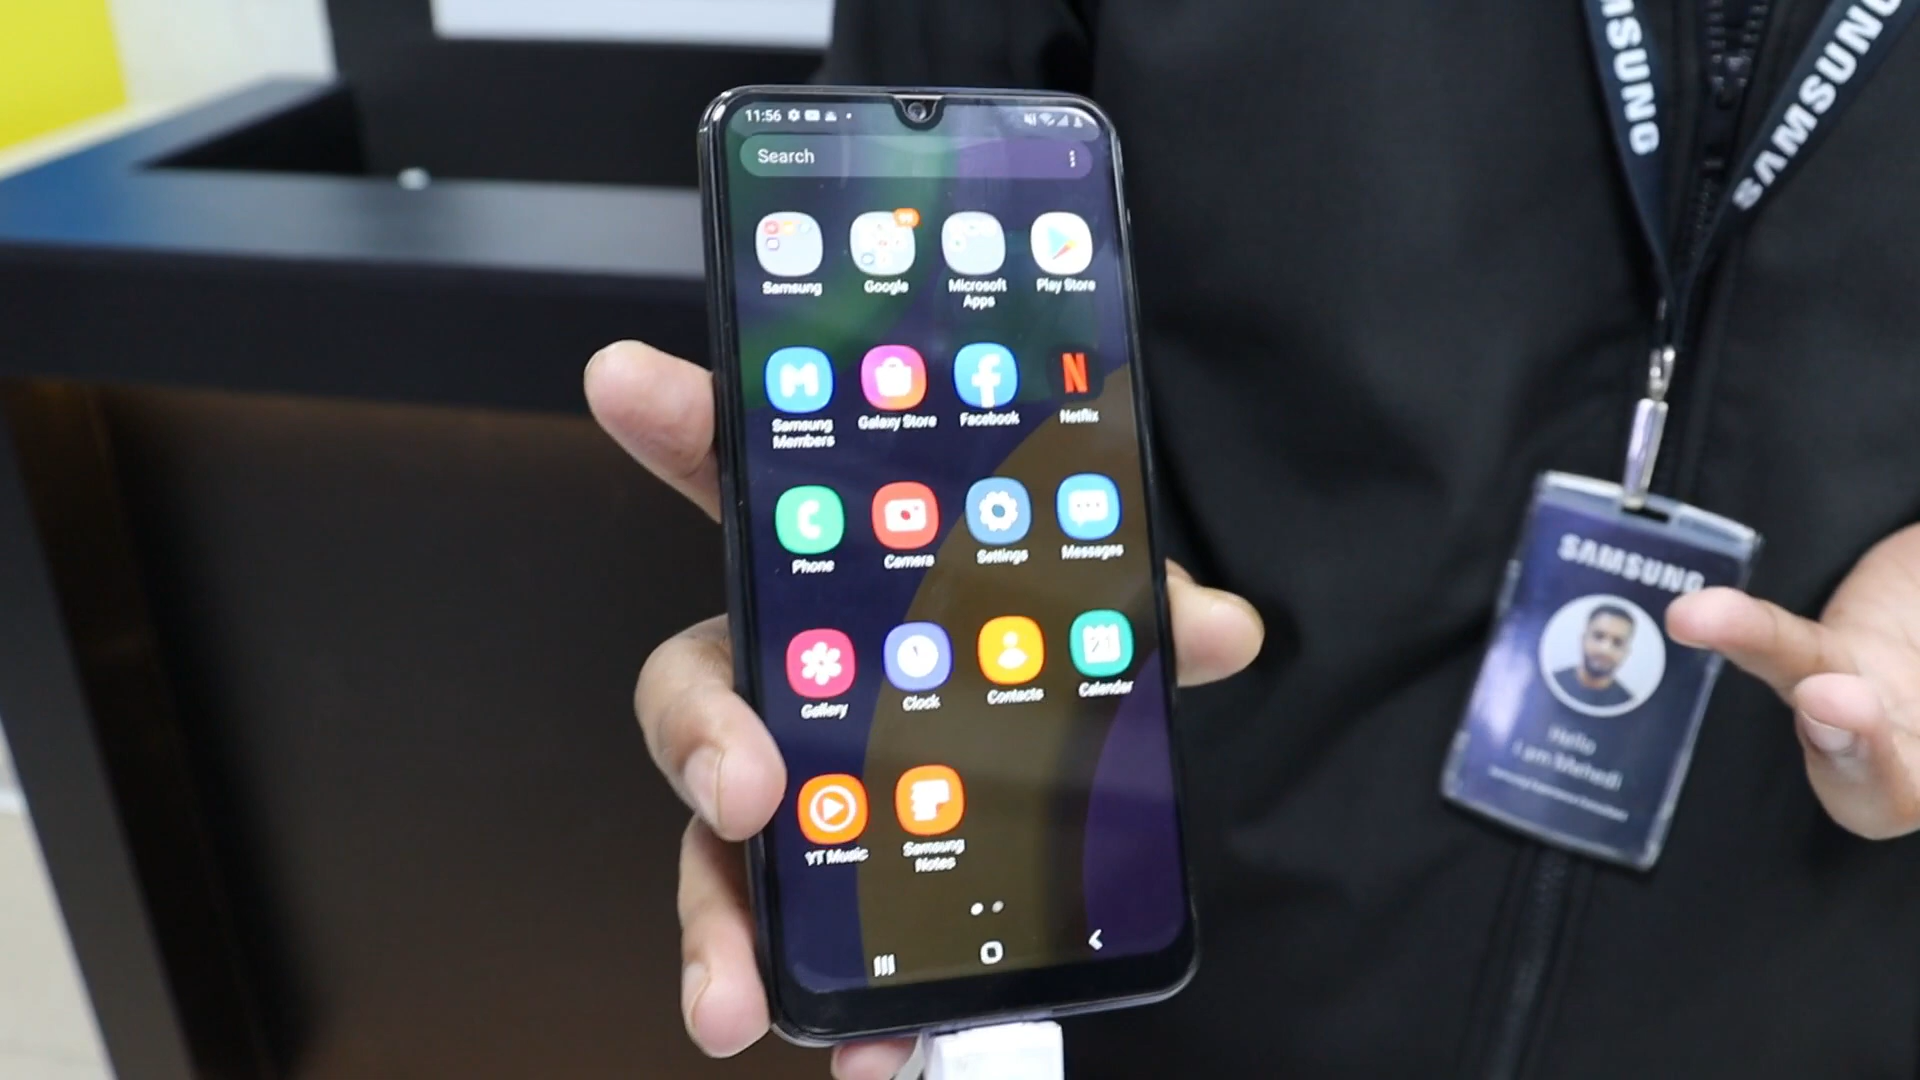 11:56
Search
Samsung
Google
Microsoft
Apps
Play Store
Samsung
Members
Galaxy Store
Facebook
N
Netflix
Phone
Camera
Settings
Messages
Gallery
Clock
Contacts
Calendar
YT Music
Samsung
Notes
SAMSUNG
SAMSUNG
SAMSUNG
Hello
I am Mehedi